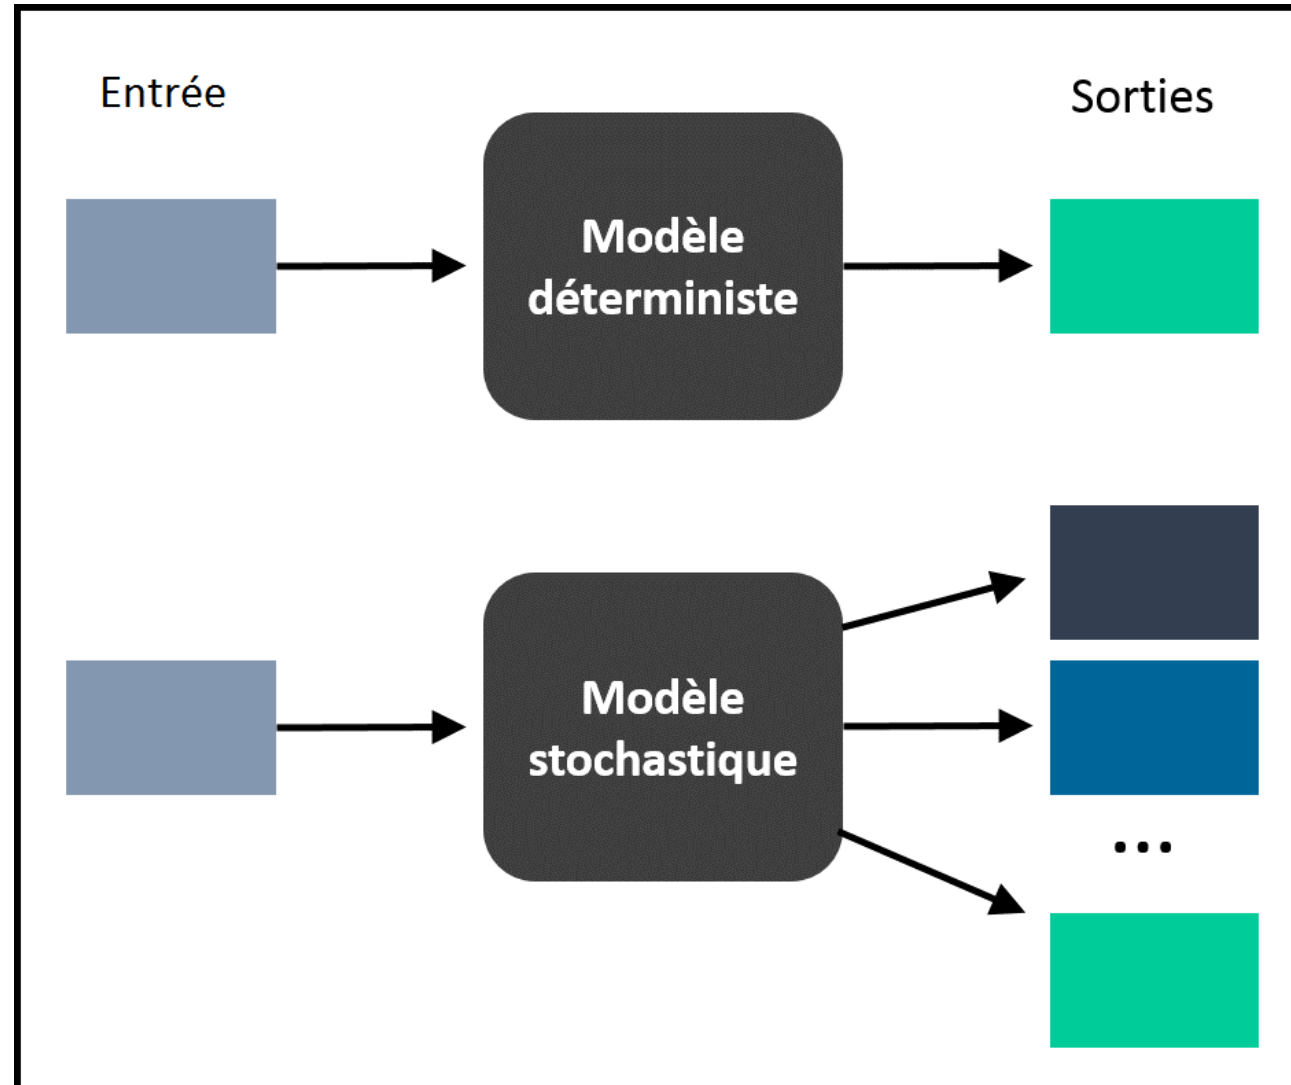 Entrée
Sorties
Modèle
déterministe
Modèle
stochastique
...